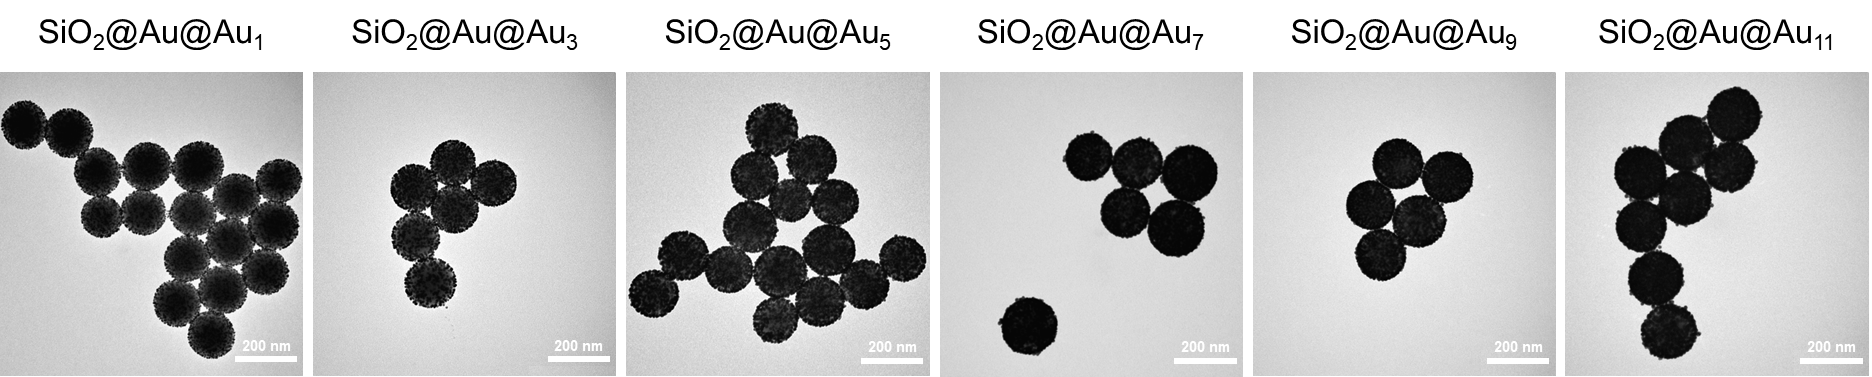 SiO₂@Au@Au₁
SiO₂@Au@Au₃
SiO₂@Au@Au₅
SiO₂@Au@Au₇
SiO₂@Au@Au₉
SiO₂@Au@Au₁₁
200 nm
200 nm
200 nm
200 nm
200 nm
200 nm